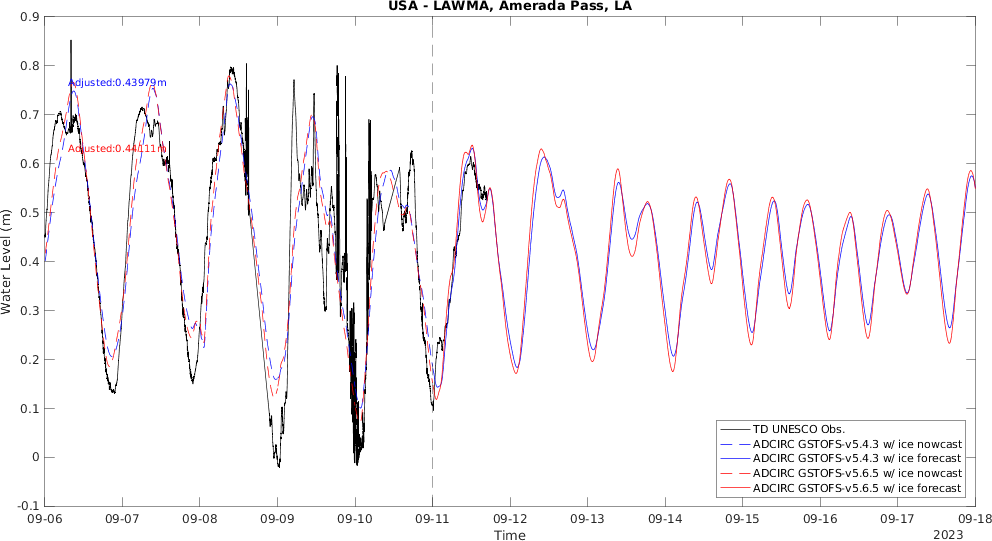 USA - LAWMA, Amerada Pass, LA
0.9
0.8
0.7
0.6
0.5
0.4
0.3
0.2
0.1
0
-0.1
Water Level (m)
Adjusted:0.43979m
Adjusted:0.44111m
TD UNESCO Obs.
ADCIRC GSTOFS-v5.4.3 w/ ice nowcast
ADCIRC GSTOFS-v5.4.3 w/ ice forecast
ADCIRC GSTOFS-v5.6.5 w/ ice nowcast
ADCIRC GSTOFS-v5.6.5 w/ ice forecast
09-06 09-07 09-08 09-09 09-10 09-11 09-12 09-13 09-14 09-15 09-16 09-17 09-18
Time
2023